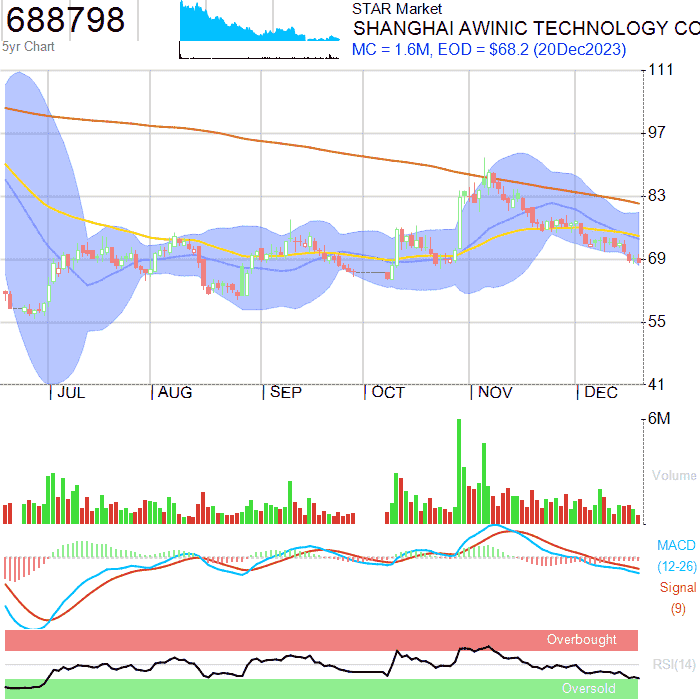 688798
5yr Chart
STAR Market
SHANGHAI AWINIC TECHNOLOGY CO
MC = 1.6M, EOD = $68.2 (20Dec2023)
111
97
83
69
55
41
JUL
AUG
SEP
OCT
NOV
DEC
6M
Volume
MACD
(12-26)
Signal
(9)
Overbought
RSI(14)
Oversold